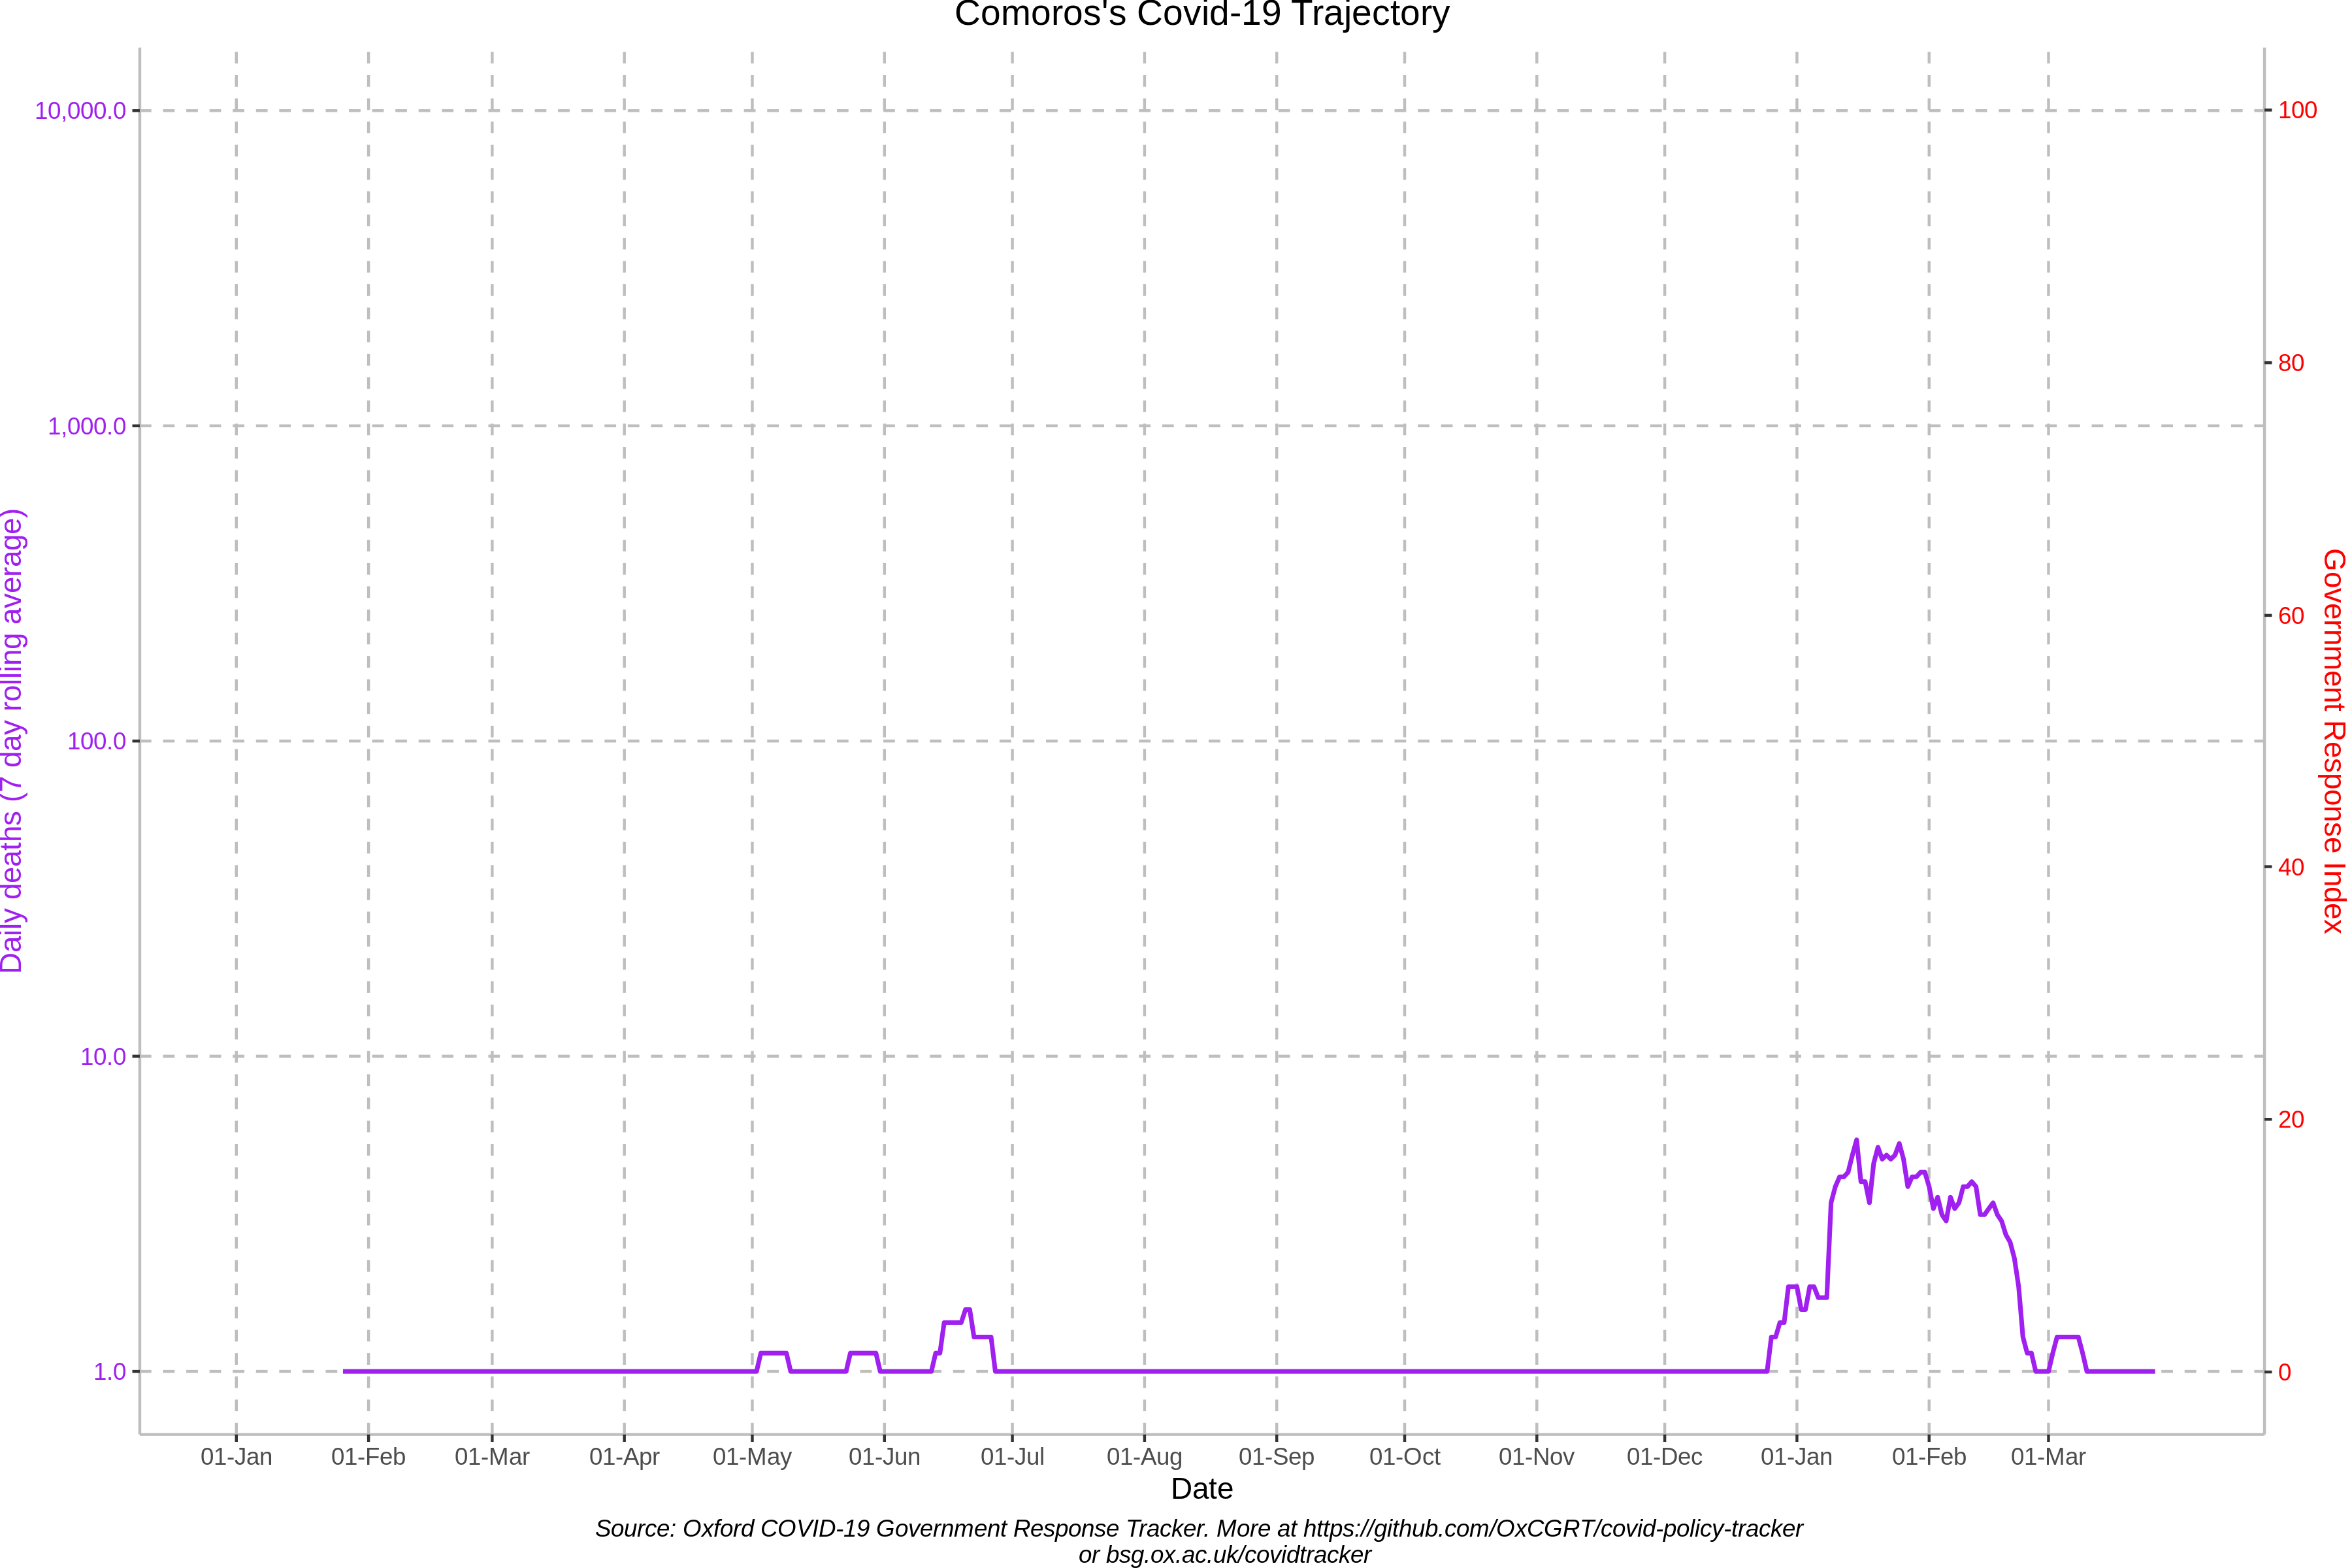 Comoros's Covid-19 Trajectory
10,000.0
1,000.0
100.0
10.0
1.0
Daily deaths (7 day rolling average)
100
80
60
40
20
0
Government Response Index
01-Jan 01-Feb 01-Mar 01-Apr 01-May 01-Jun 01-Jul 01-Aug 01-Sep 01-Oct 01-Nov 01-Dec 01-Jan 01-Feb 01-Mar
Date
Source: Oxford COVID-19 Government Response Tracker. More at https://github.com/OxCGRT/covid-policy-tracker
or bsg.ox.ac.uk/covidtracker